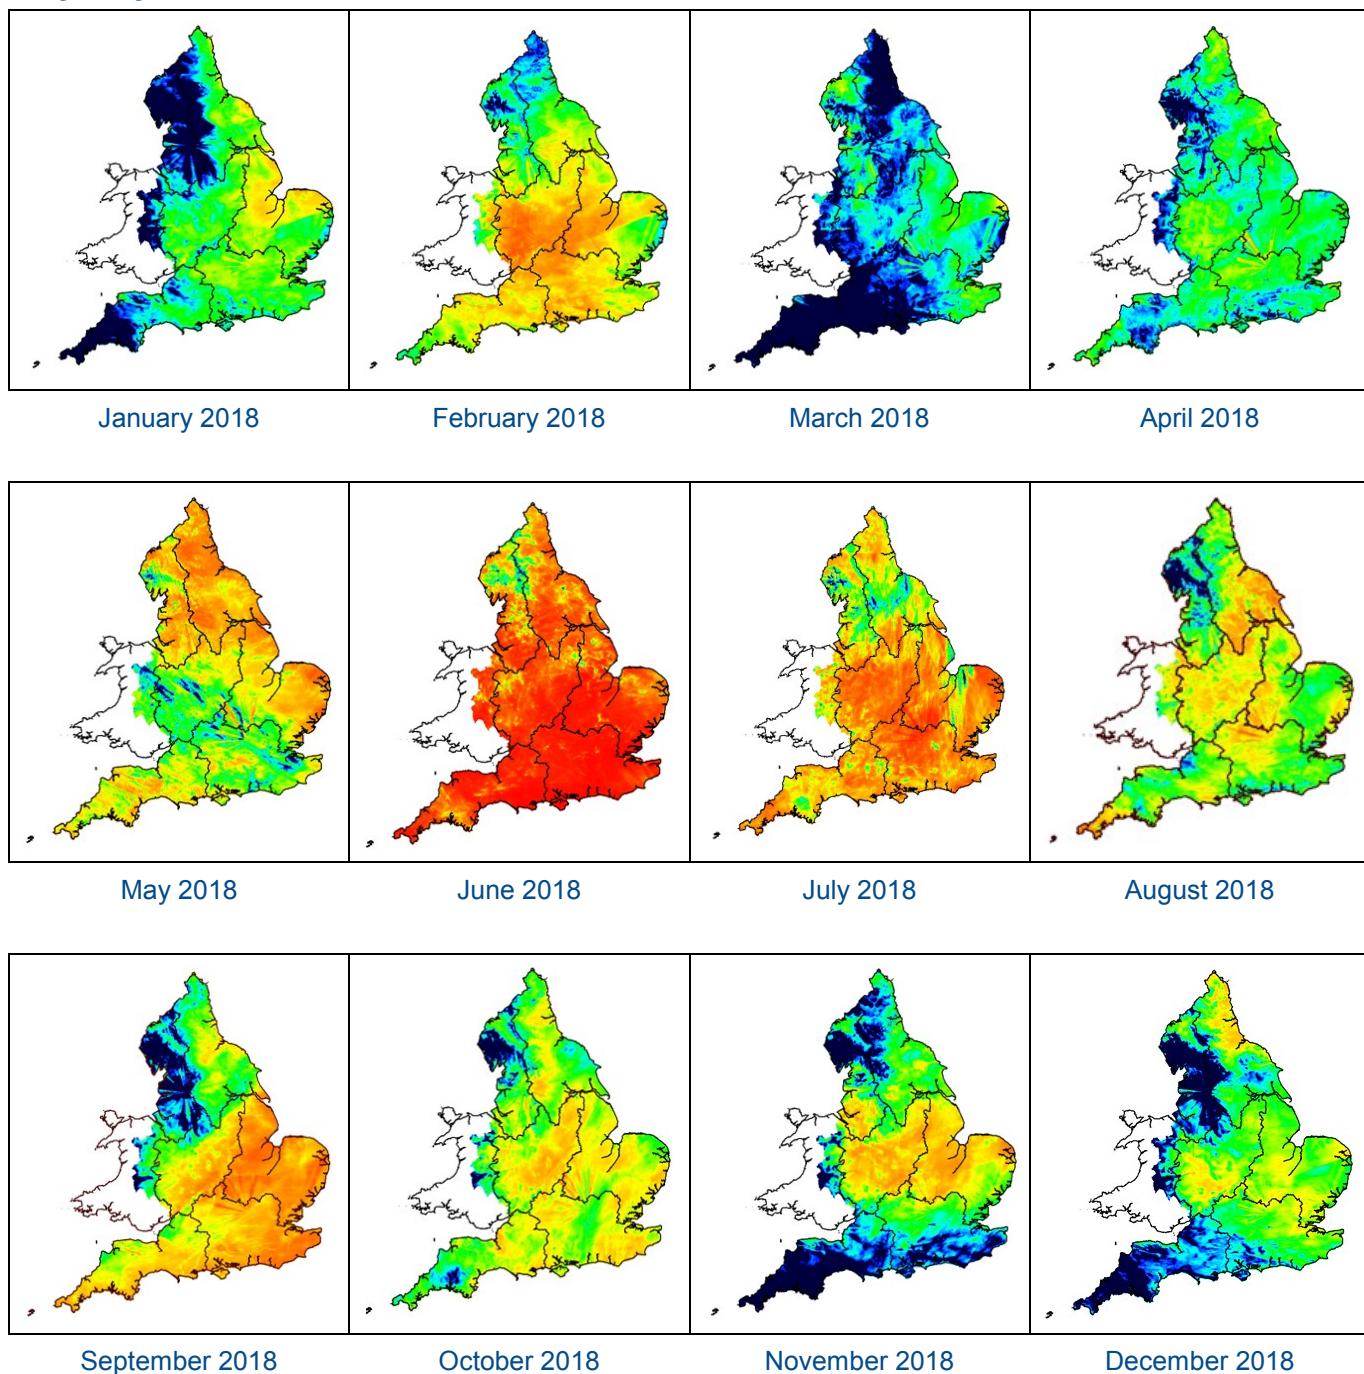 January 2018
February 2018
March 2018
April 2018
May 2018
June 2018
July 2018
August 2018
September 2018
October 2018
November 2018
December 2018